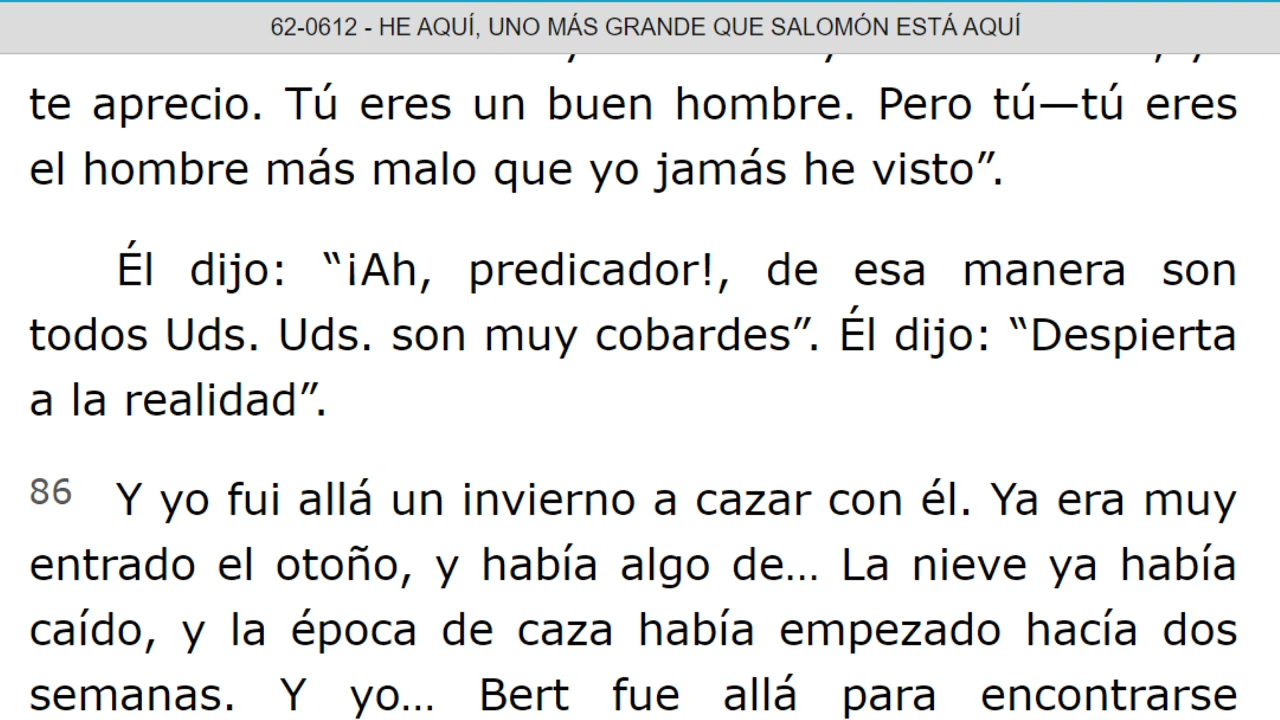 62-0612 - HE AQUÍ, UNO MÁS GRANDE QUE SALOMÓN ESTÁ AQUÍ
te aprecio. Tú eres un buen hombre. Pero tú—tú eres
el hombre más malo que yo jamás he visto”.
Él dijo: “¡Ah, predicador!, de esa manera son
todos Uds. Uds. son muy cobardes”. Él dijo: “Despierta
a la realidad”.
86 Y yo fui allá un invierno a cazar con él. Ya era muy
entrado el otoño, y había algo de… La nieve ya había
caído, y la época de caza había empezado hacía dos
semanas. Y yo… Bert fue allá para encontrarse